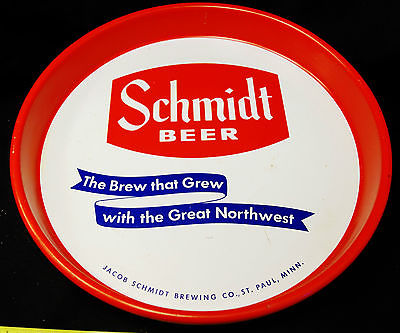 Schmidt
BEER
The Brew that Grew
with the Great Northwest
JACOB SCHMIDT BREWING CO., ST. PAUL, MINN.